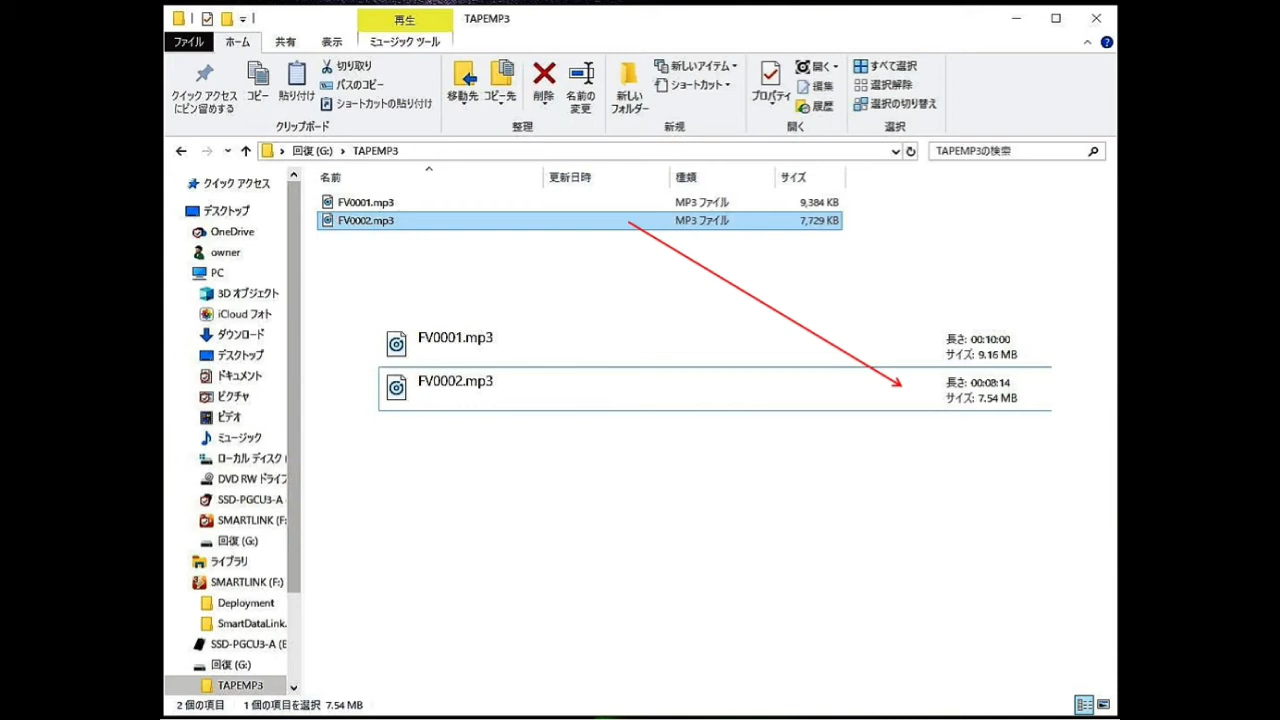 再生
TAPEMP3
ファイル
ホーム
共有
表示
ミュージック ツール
クイック アクセス
にピン留めする
コピー
貼り付け
切り取り
パスのコピー
ショートカットの貼り付け
クリップボード
移動先
コピー先
削除
名前の
変更
整理
新しい
フォルダー
新しいアイテム
ショートカット
新規
プロパティ
開く
編集
履歴
開く
すべて選択
選択解除
選択の切り替え
選択
回復 (G:) > TAPEMP3
TAPEMP3の検索
名前
更新日時
種類
サイズ
FV0001.mp3
MP3 ファイル
9,384 KB
FV0002.mp3
MP3 ファイル
7,729 KB
FV0001.mp3
長さ: 00:10:00
サイズ: 9.16 MB
FV0002.mp3
長さ: 00:08:14
サイズ: 7.54 MB
クイック アクセス
デスクトップ
OneDrive
owner
PC
3D オブジェクト
iCloud フォト
ダウンロード
デスクトップ
ドキュメント
ピクチャ
ビデオ
ミュージック
ローカル ディスク (
DVD RW ドライブ
SSD-PGCU3-A
SMARTLINK (F:
回復 (G:)
ライブラリ
SMARTLINK (F:)
Deployment
SmartDataLink.
SSD-PGCU3-A (E
回復 (G:)
TAPEMP3
2 個の項目
1 個の項目を選択 7.54 MB